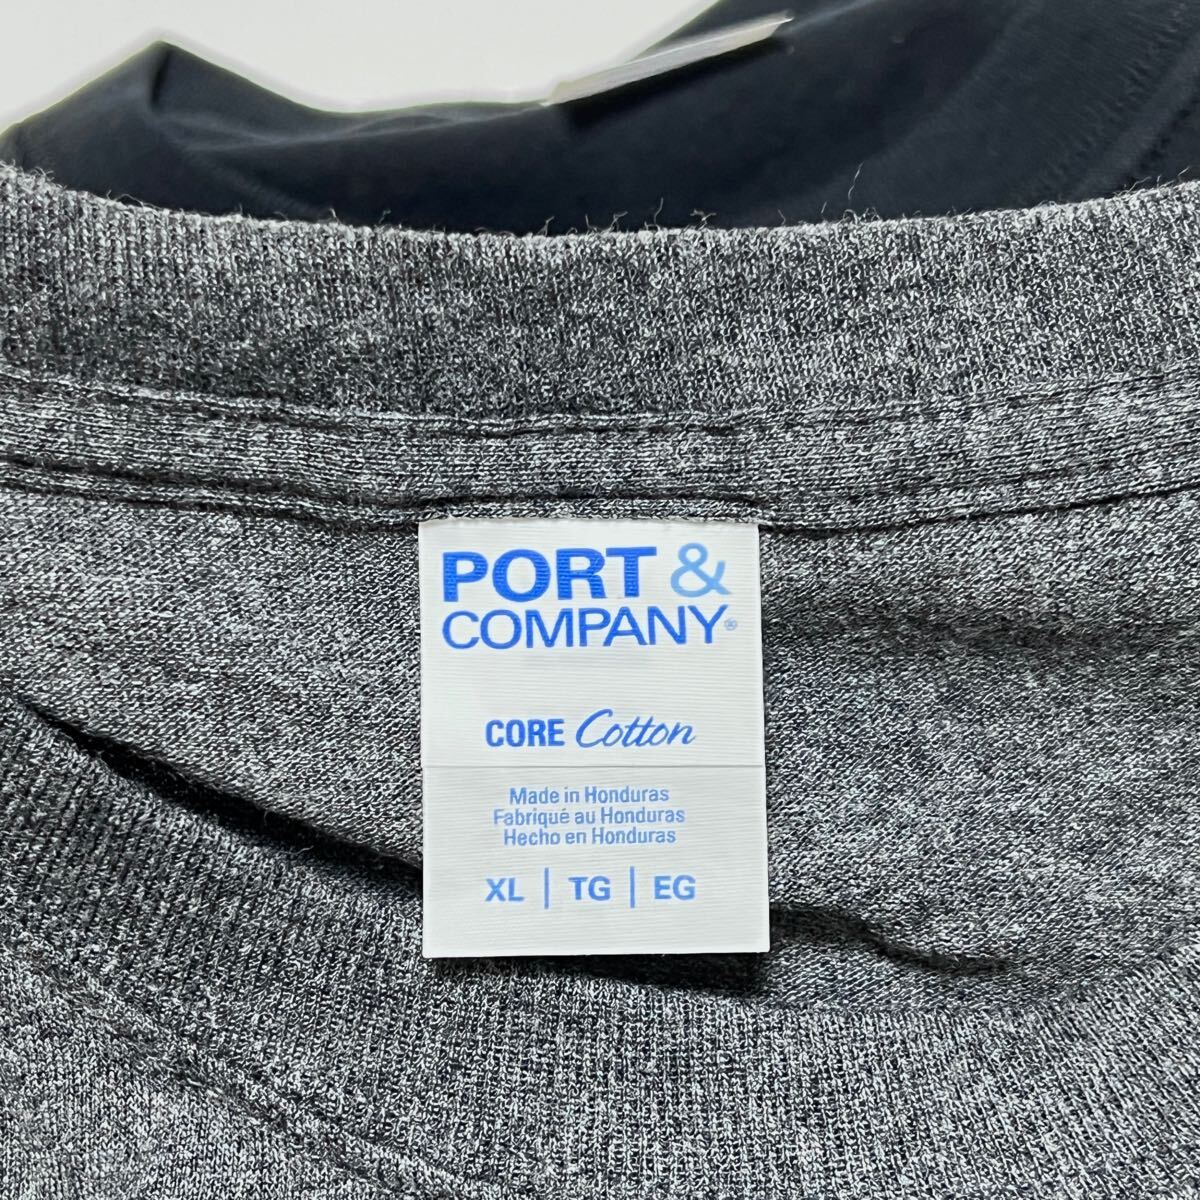 PORT &
COMPANY®
CORE Cotton
Made in Honduras
Fabriqué au Honduras
Hecho en Honduras
XL | TG | EG